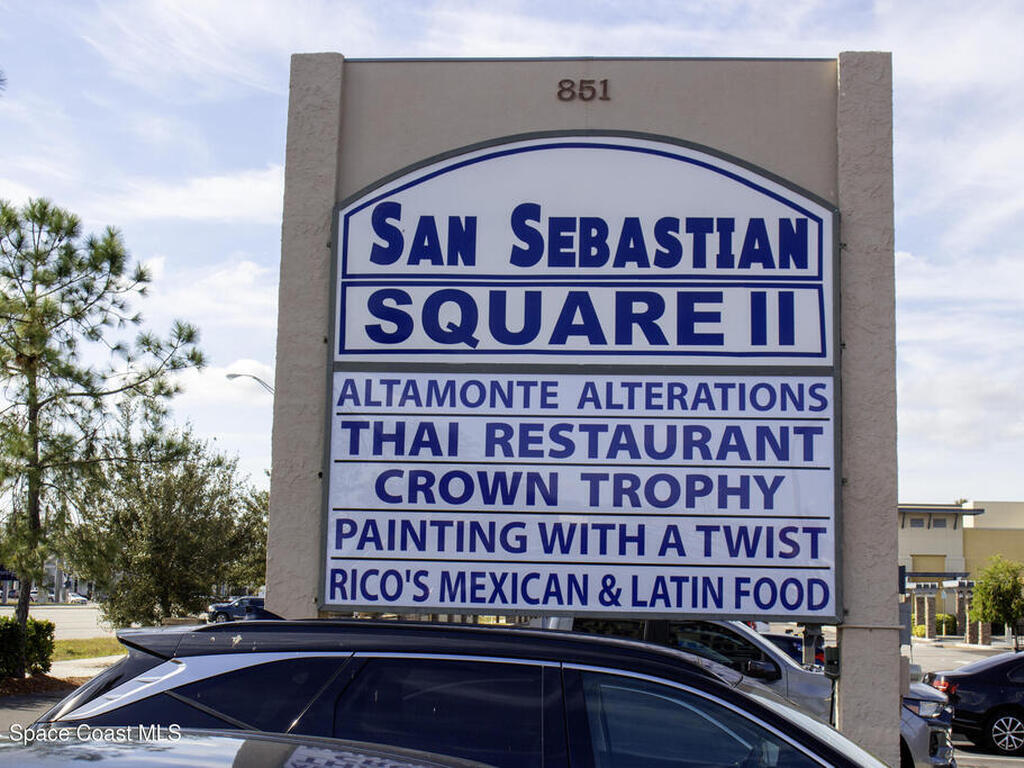 851
SAN SEBASTIAN
SQUARE II
ALTAMONTE ALTERATIONS
THAI RESTAURANT
CROWN TROPHY
PAINTING WITH A TWIST
RICO'S MEXICAN & LATIN FOOD
Space Coast MLS